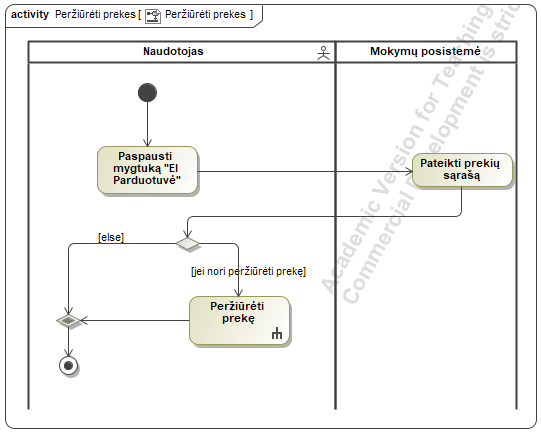 activity Peržiūrėti prekes [ Peržiūrėti prekes ]
Naudotojas
Mokymų posistemė
Paspausti
mygtuką "El
Parduotuvė"
Pateikti prekių
sąrašą
[else]
[jei nori peržiūrėti prekę]
Peržiūrėti
prekę
Academic Version for Teaching
Commercial development is stric